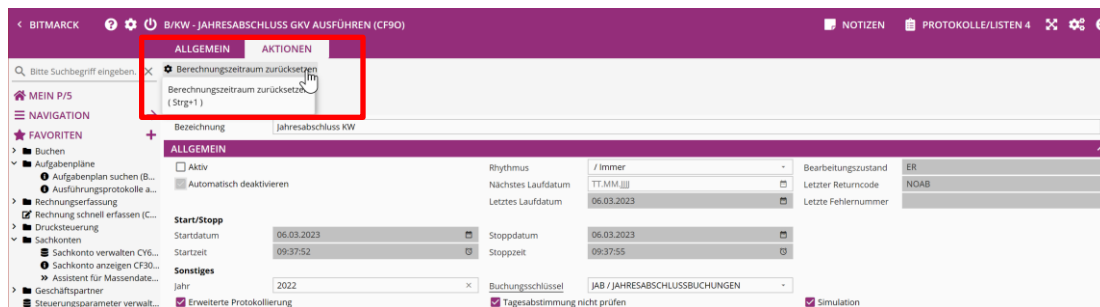 BITMARCK B/KW - JAHRESABSCHLUSS GKV AUSFÜHREN (CF9O) NOTIZEN PROTOKOLLE/LISTEN 4
ALLGEMEIN AKTIONEN
Bitte Suchbegriff eingeben. Berechnungszeitraum zurücksetzen
Berechnungszeitraum zurücksetze
MEIN P/5 ( Strg+1 )
NAVIGATION
FAVORITEN Bezeichnung Jahresabschluss KW
Buchen ALLGEMEIN
Aufgabenpläne Aktiv Rhythmus / Immer Bearbeitungszustand ER
Aufgabenplan suchen (B...
Ausführungsprotokolle a... Automatisch deaktivieren Nächstes Laufdatum TT.MM.JJJJ Letzter Returncode NOAB
Rechnungserfassung Letztes Laufdatum 06.03.2023 Letzte Fehlernummer
Rechnung schnell erfassen (C... Start/Stopp
Drucksteuerung Startdatum 06.03.2023 Stoppdatum 06.03.2023
Sachkonten
Sachkonto verwalten CY6... Startzeit 09:37:52 Stoppzeit 09:37:55
Sachkonto anzeigen CF30... Sonstiges
Assistent für Massendate...
Geschäftspartner Jahr 2022 Buchungsschlüssel JAB / JAHRESABSCHLUSSBUCHUNGEN
Steuerungsparameter verwalt... Erweiterte Protokollierung Tagesabstimmung nicht prüfen Simulation